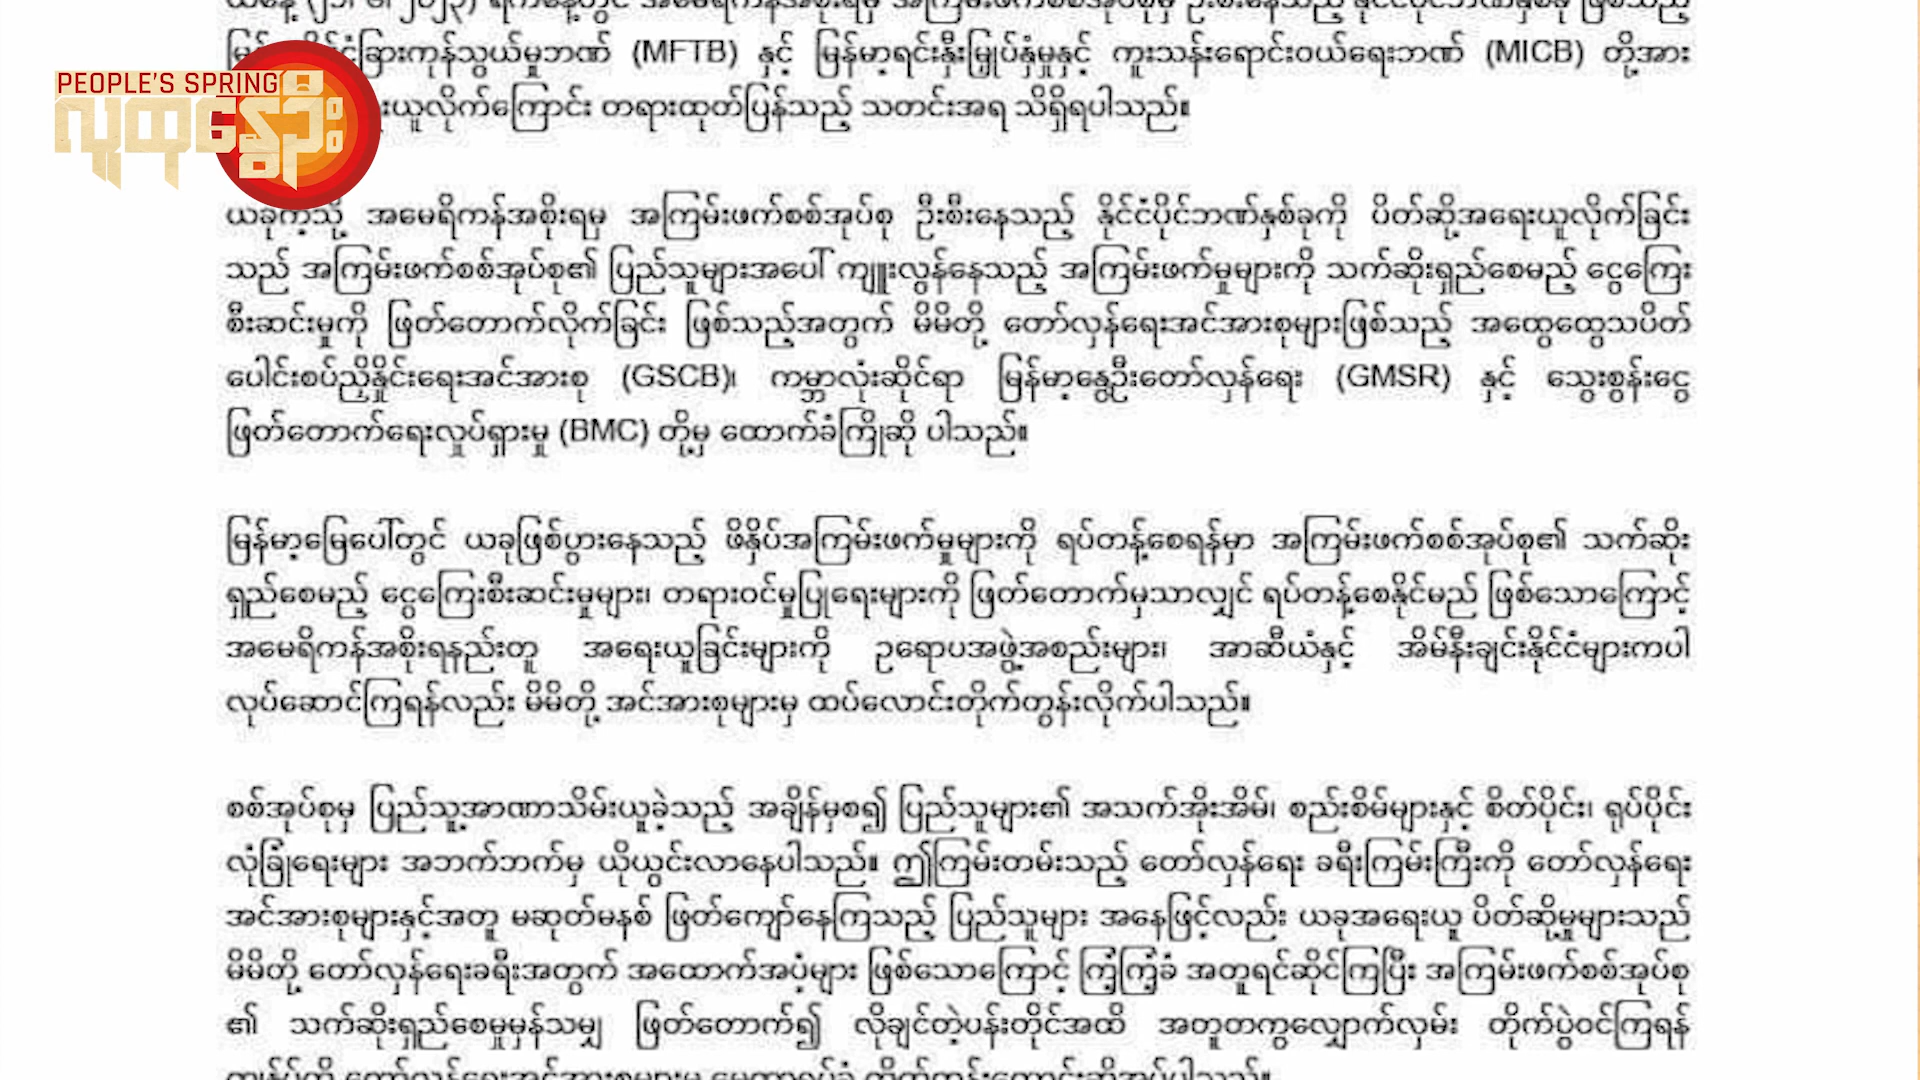 မြန်မာ့နိုင်ငံခြားကုန်သွယ်မှုဘဏ် (MFTB) နှင့် မြန်မာ့ရင်းနှီးမြှုပ်နှံမှုနှင့် ကူးသန်းရောင်းဝယ်ရေးဘဏ် (MICB) တို့အား
PEOPLE'S SPRING
လူထုနွေဦး
ယူလိုက်ကြောင်း တရားထုတ်ပြန်သည့် သတင်းအရ သိရှိရပါသည်။
ယခုကဲ့သို့ အမေရိကန်အစိုးရမှ အကြမ်းဖက်စစ်အုပ်စု ဦးစီးနေသည့် နိုင်ငံပိုင်ဘဏ်နှစ်ခုကို ပိတ်ဆို့အရေးယူလိုက်ခြင်း
သည် အကြမ်းဖက်စစ်အုပ်စု၏ ပြည်သူများအပေါ် ကျူးလွန်နေသည့် အကြမ်းဖက်မှုများကို သက်ဆိုးရှည်စေမည့် ငွေကြေး
စီးဆင်းမှုကို ဖြတ်တောက်လိုက်ခြင်း ဖြစ်သည့်အတွက် မိမိတို့ တော်လှန်ရေးအင်အားစုများဖြစ်သည့် အထွေထွေသပိတ်
ပေါင်းစပ်ညှိနှိုင်းရေးအင်အားစု (GSCB)၊ ကမ္ဘာလုံးဆိုင်ရာ မြန်မာ့နွေဦးတော်လှန်ရေး (GMSR) နှင့် သွေးစွန်းငွေ
ဖြတ်တောက်ရေးလှုပ်ရှားမှု (BMC) တို့မှ ထောက်ခံကြိုဆို ပါသည်။
မြန်မာ့မြေပေါ်တွင် ယခုဖြစ်ပွားနေသည့် ဖိနှိပ်အကြမ်းဖက်မှုများကို ရပ်တန့်စေရန်မှာ အကြမ်းဖက်စစ်အုပ်စု၏ သက်ဆိုး
ရှည်စေမည့် ငွေကြေးစီးဆင်းမှုများ၊ တရားဝင်မှုပြုရေးများကို ဖြတ်တောက်မှသာလျှင် ရပ်တန့်စေနိုင်မည် ဖြစ်သောကြောင့်
အမေရိကန်အစိုးရနည်းတူ အရေးယူခြင်းများကို ဥရောပအဖွဲ့အစည်းများ၊ အာဆီယံနှင့် အိမ်နီးချင်းနိုင်ငံများကပါ
လုပ်ဆောင်ကြရန်လည်း မိမိတို့ အင်အားစုများမှ ထပ်လောင်းတိုက်တွန်းလိုက်ပါသည်။
စစ်အုပ်စုမှ ပြည်သူ့အာဏာသိမ်းယူခဲ့သည့် အချိန်မှစ၍ ပြည်သူများ၏ အသက်အိုးအိမ်၊ စည်းစိမ်များနှင့် စိတ်ပိုင်း၊ ရုပ်ပိုင်း
လုံခြုံရေးများ အဘက်ဘက်မှ ယိုယွင်းလာနေပါသည်။ ဤကြမ်းတမ်းသည့် တော်လှန်ရေး ခရီးကြမ်းကြီးကို တော်လှန်ရေး
အင်အားစုများနှင့်အတူ မဆုတ်မနစ် ဖြတ်ကျော်နေကြသည့် ပြည်သူများ အနေဖြင့်လည်း ယခုအရေးယူ ပိတ်ဆို့မှုများသည်
မိမိတို့ တော်လှန်ရေးခရီးအတွက် အထောက်အပံ့များ ဖြစ်သောကြောင့် ကြံ့ကြံ့ခံ အတူရင်ဆိုင်ကြပြီး အကြမ်းဖက်စစ်အုပ်စု
၏ သက်ဆိုးရှည်စေမှုမှန်သမျှ ဖြတ်တောက်၍ လိုချင်တဲ့ပန်းတိုင်အထိ အတူတကွလျှောက်လှမ်း တိုက်ပွဲဝင်ကြရန်